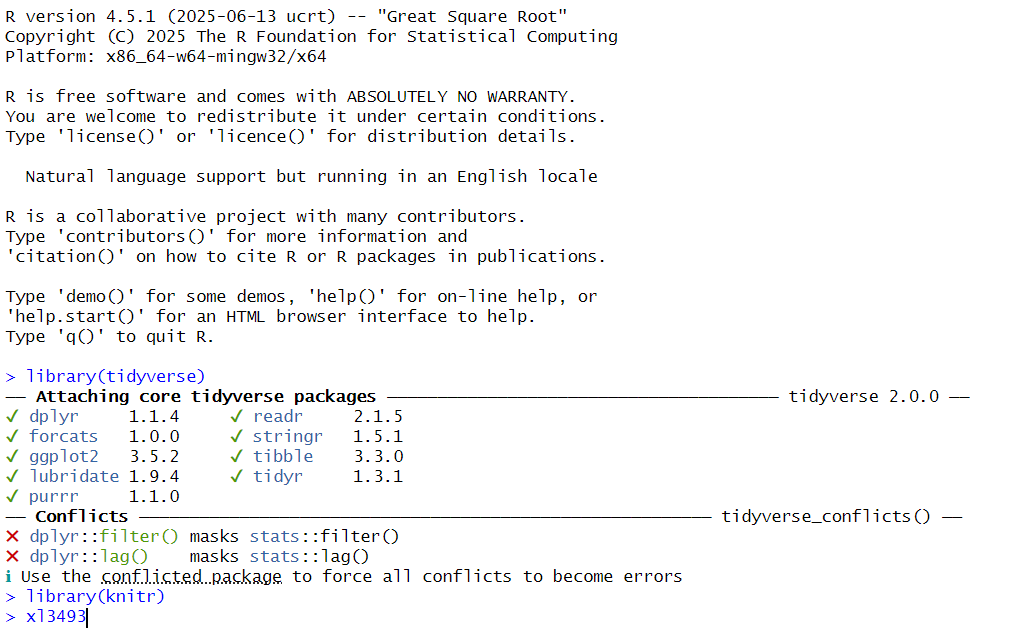 R version 4.5.1 (2025-06-13 ucrt) -- "Great Square Root"
Copyright (C) 2025 The R Foundation for Statistical Computing
Platform: x86_64-w64-mingw32/x64
R is free software and comes with ABSOLUTELY NO WARRANTY.
You are welcome to redistribute it under certain conditions.
Type 'license()' or 'licence()' for distribution details.
Natural language support but running in an English locale
R is a collaborative project with many contributors.
Type 'contributors()' for more information and
'citation()' on how to cite R or R packages in publications.
Type 'demo()' for some demos, 'help()' for on-line help, or
'help.start()' for an HTML browser interface to help.
Type 'q()' to quit R.
> library(tidyverse)
── Attaching core tidyverse packages ──── tidyverse 2.0.0 ──
✔ dplyr 1.1.4 ✔ readr 2.1.5
✔ forcats 1.0.0 ✔ stringr 1.5.1
✔ ggplot2 3.5.2 ✔ tibble 3.3.0
✔ lubridate 1.9.4 ✔ tidyr 1.3.1
✔ purrr 1.1.0
── Conflicts ──── tidyverse_conflicts() ──
✖ dplyr::filter() masks stats::filter()
✖ dplyr::lag() masks stats::lag()
ℹ Use the conflicted package to force all conflicts to become errors
> library(knitr)
> xl3493